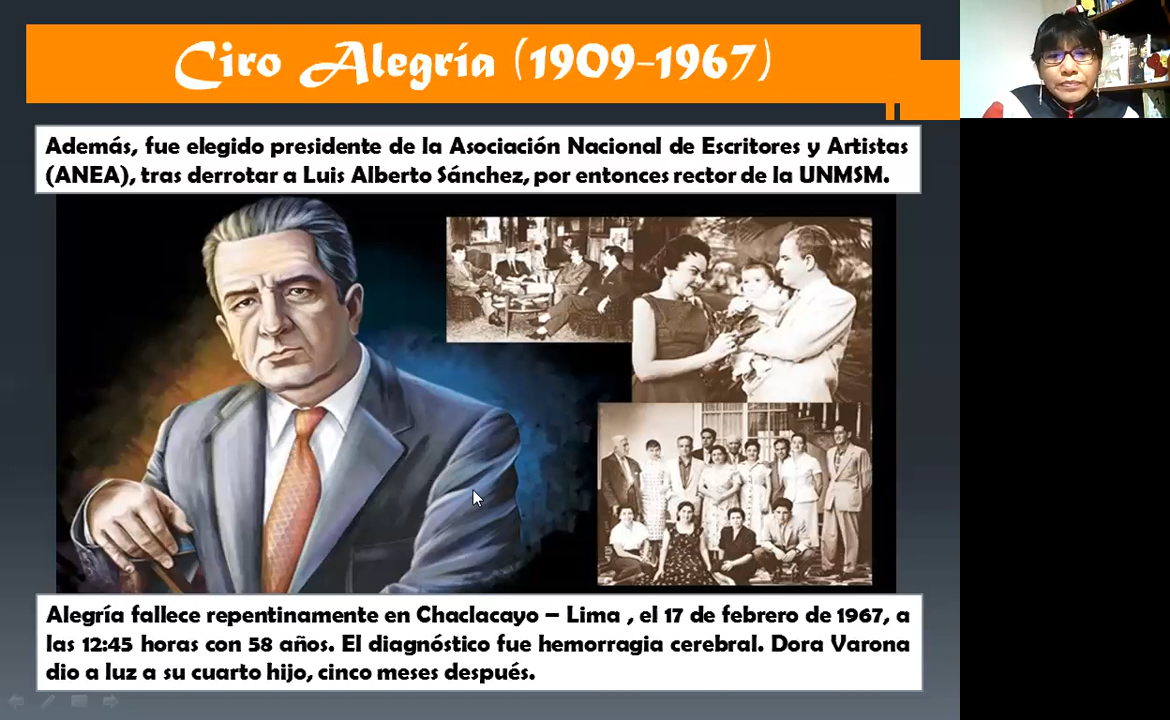 Ciro Alegría (1909-1967)
Además, fue elegido presidente de la Asociación Nacional de Escritores y Artistas
(ANEA), tras derrotar a Luis Alberto Sánchez, por entonces rector de la UNMSM.
Alegría fallece repentinamente en Chaclacayo – Lima , el 17 de febrero de 1967, a
las 12:45 horas con 58 años. El diagnóstico fue hemorragia cerebral. Dora Varona
dio a luz a su cuarto hijo, cinco meses después.